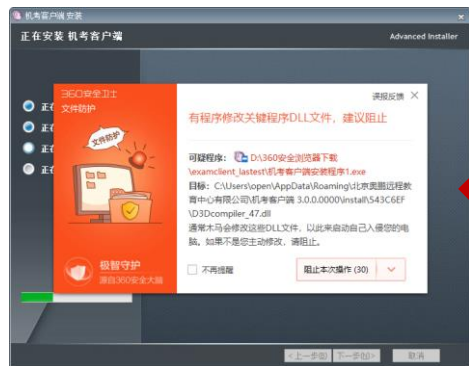 机考客户端 安装
正在安装 机考客户端
Advanced Installer
正在
正在
正在
正在
360安全卫士
文件防护
文件防护
极智守护
源自360安全大脑
误报反馈
有程序修改关键程序DLL文件，建议阻止
可疑程序： D:\360安全浏览器下载
\examclient_lastest\机考客户端安装程序1.exe
目标：C:\Users\open\AppData\Roaming\北京奥鹏远程教
育中心有限公司\机考客户端 3.0.0.0000\install\543C6EF
\D3Dcompiler_47.dll
通常木马会修改这些DLL文件，以此来启动自己入侵您的电
脑。如果不是您主动修改，请阻止。
不再提醒
阻止本次操作 (30)
<上一步(B)
下一步(N)>
取消